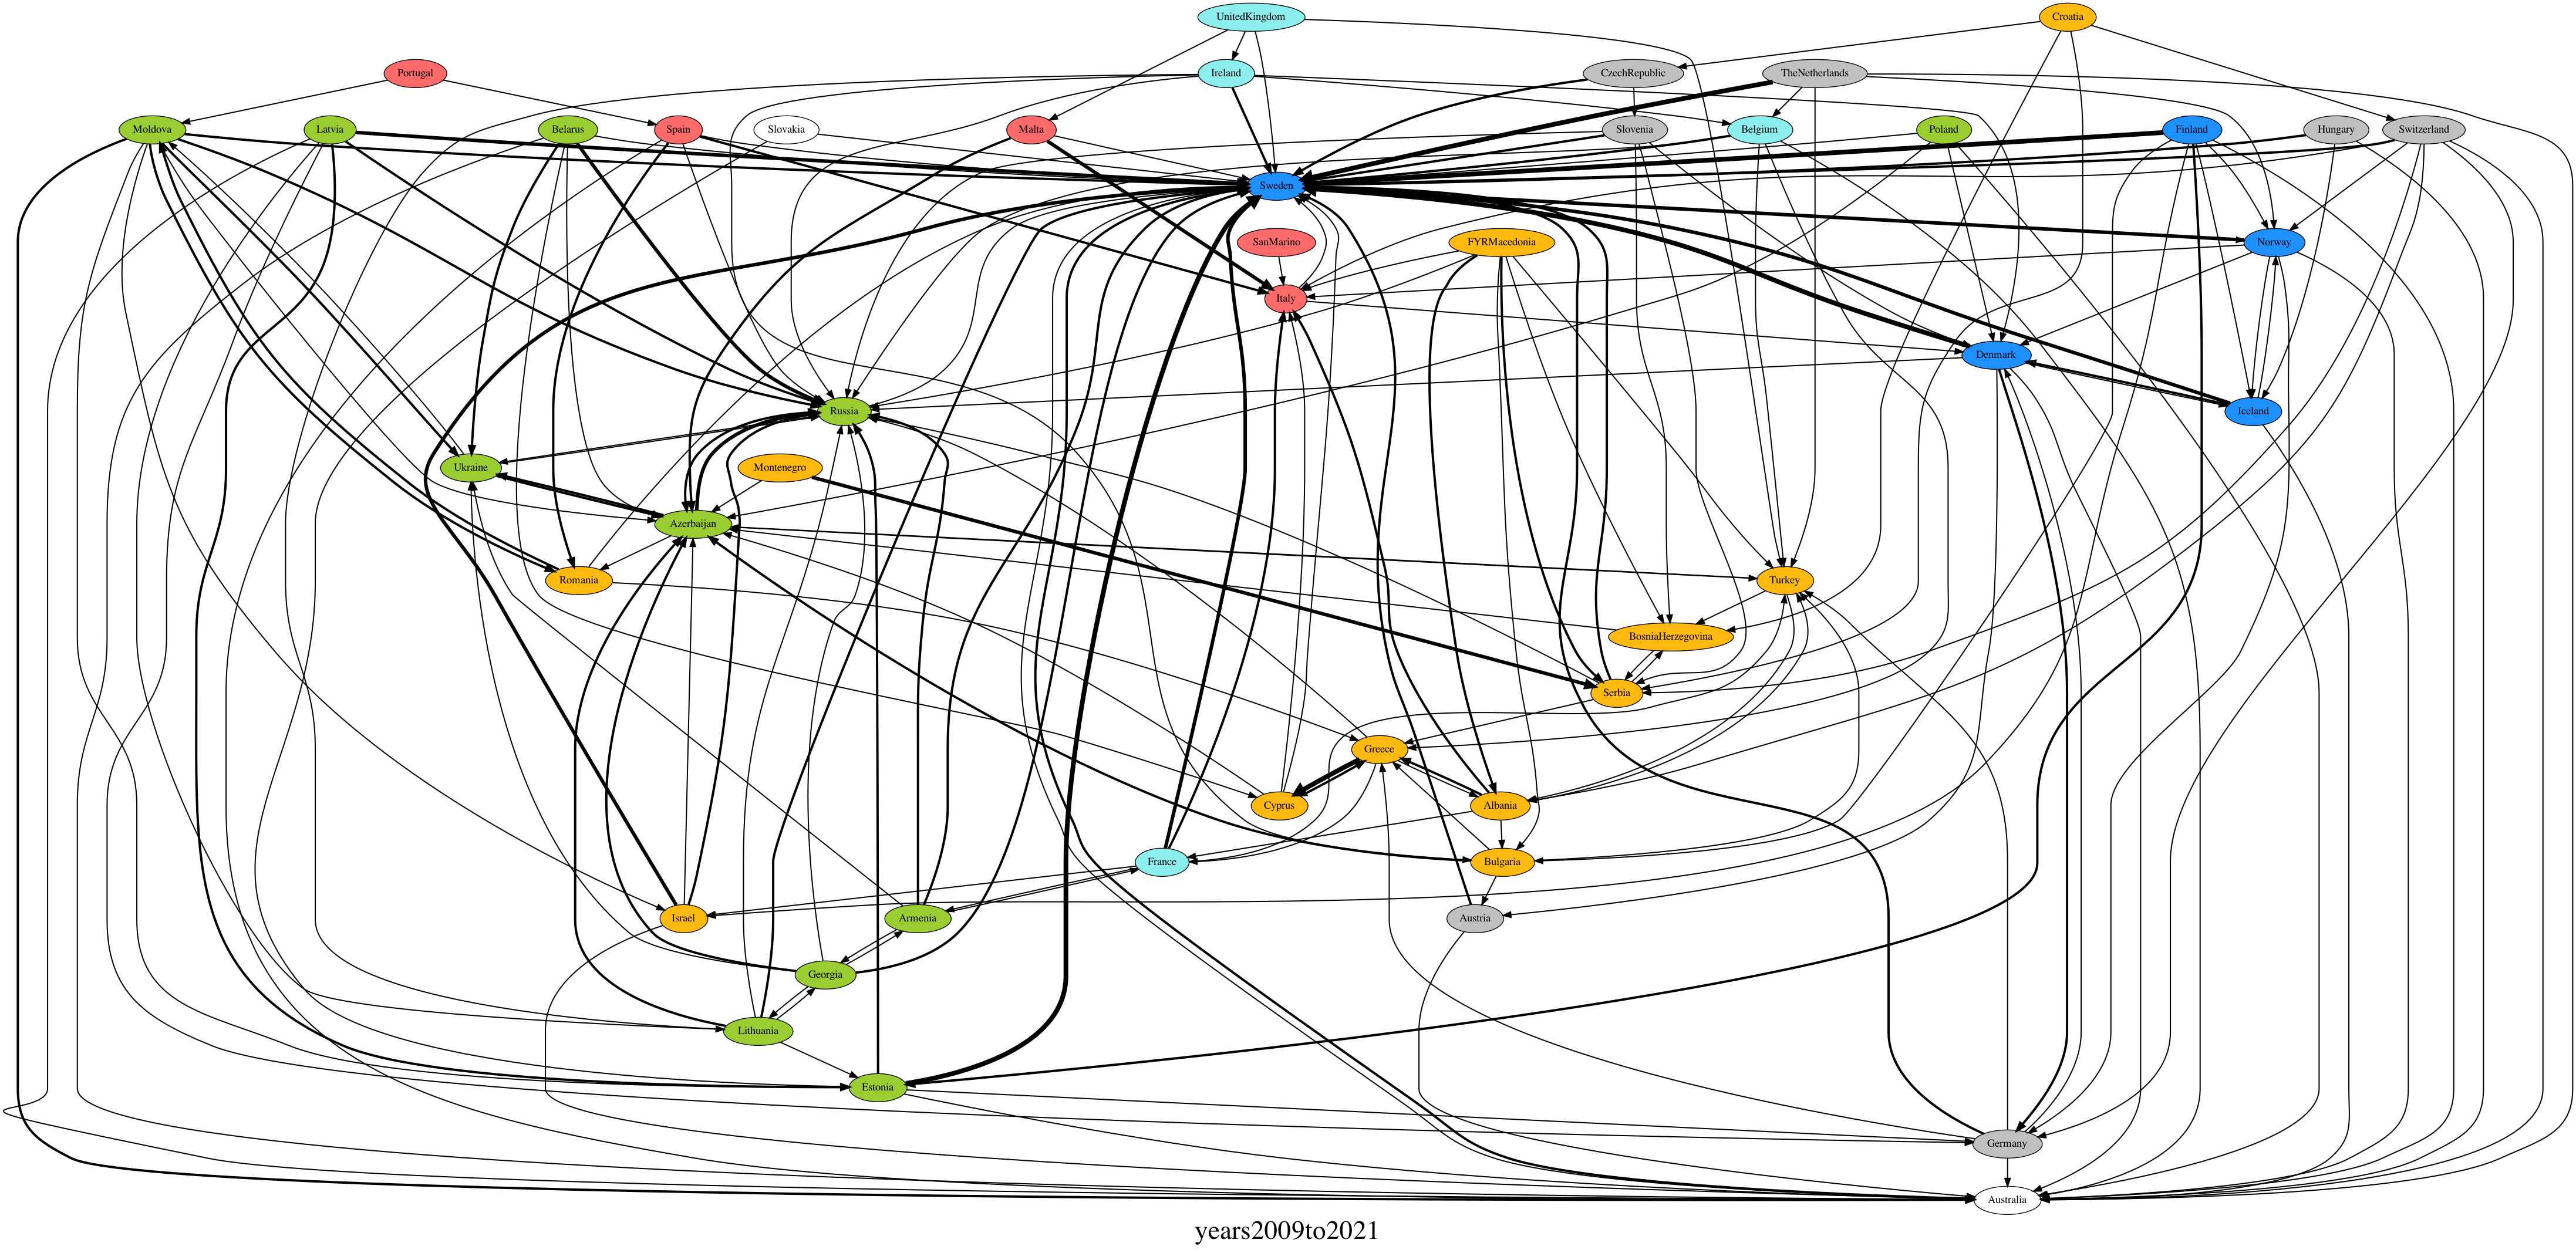 UnitedKingdom
Croatia
Portugal
Ireland
CzechRepublic
TheNetherlands
Moldova
Latvia
Belarus
Spain
Slovakia
Malta
Slovenia
Belgium
Poland
Finland
Hungary
Switzerland
Sweden
SanMarino
FYRMacedonia
Norway
Italy
Denmark
Russia
Iceland
Ukraine
Montenegro
Azerbaijan
Romania
Turkey
BosniaHerzegovina
Serbia
Greece
Cyprus
Albania
France
Bulgaria
Israel
Armenia
Austria
Georgia
Lithuania
Estonia
Germany
Australia
years2009to2021